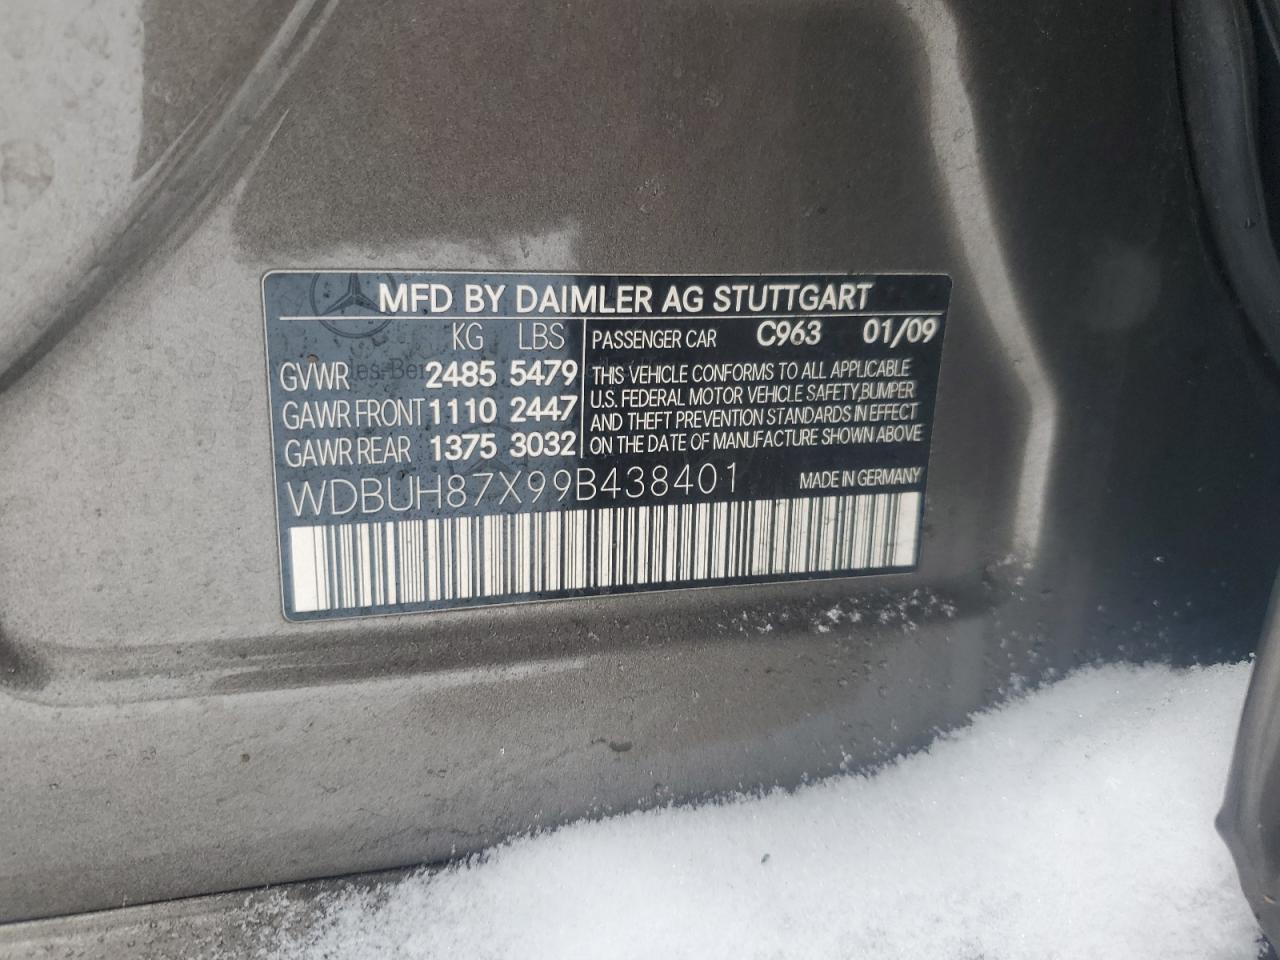 MFD BY DAIMLER AG STUTTGART
KG LBS
GVWR 2485 5479
GAWR FRONT 1110 2447
GAWR REAR 1375 3032
PASSENGER CAR C963 01/09
THIS VEHICLE CONFORMS TO ALL APPLICABLE
U.S. FEDERAL MOTOR VEHICLE SAFETY,BUMPER
AND THEFT PREVENTION STANDARDS IN EFFECT
ON THE DATE OF MANUFACTURE SHOWN ABOVE
WDBUH87X99B438401 MADE IN GERMANY